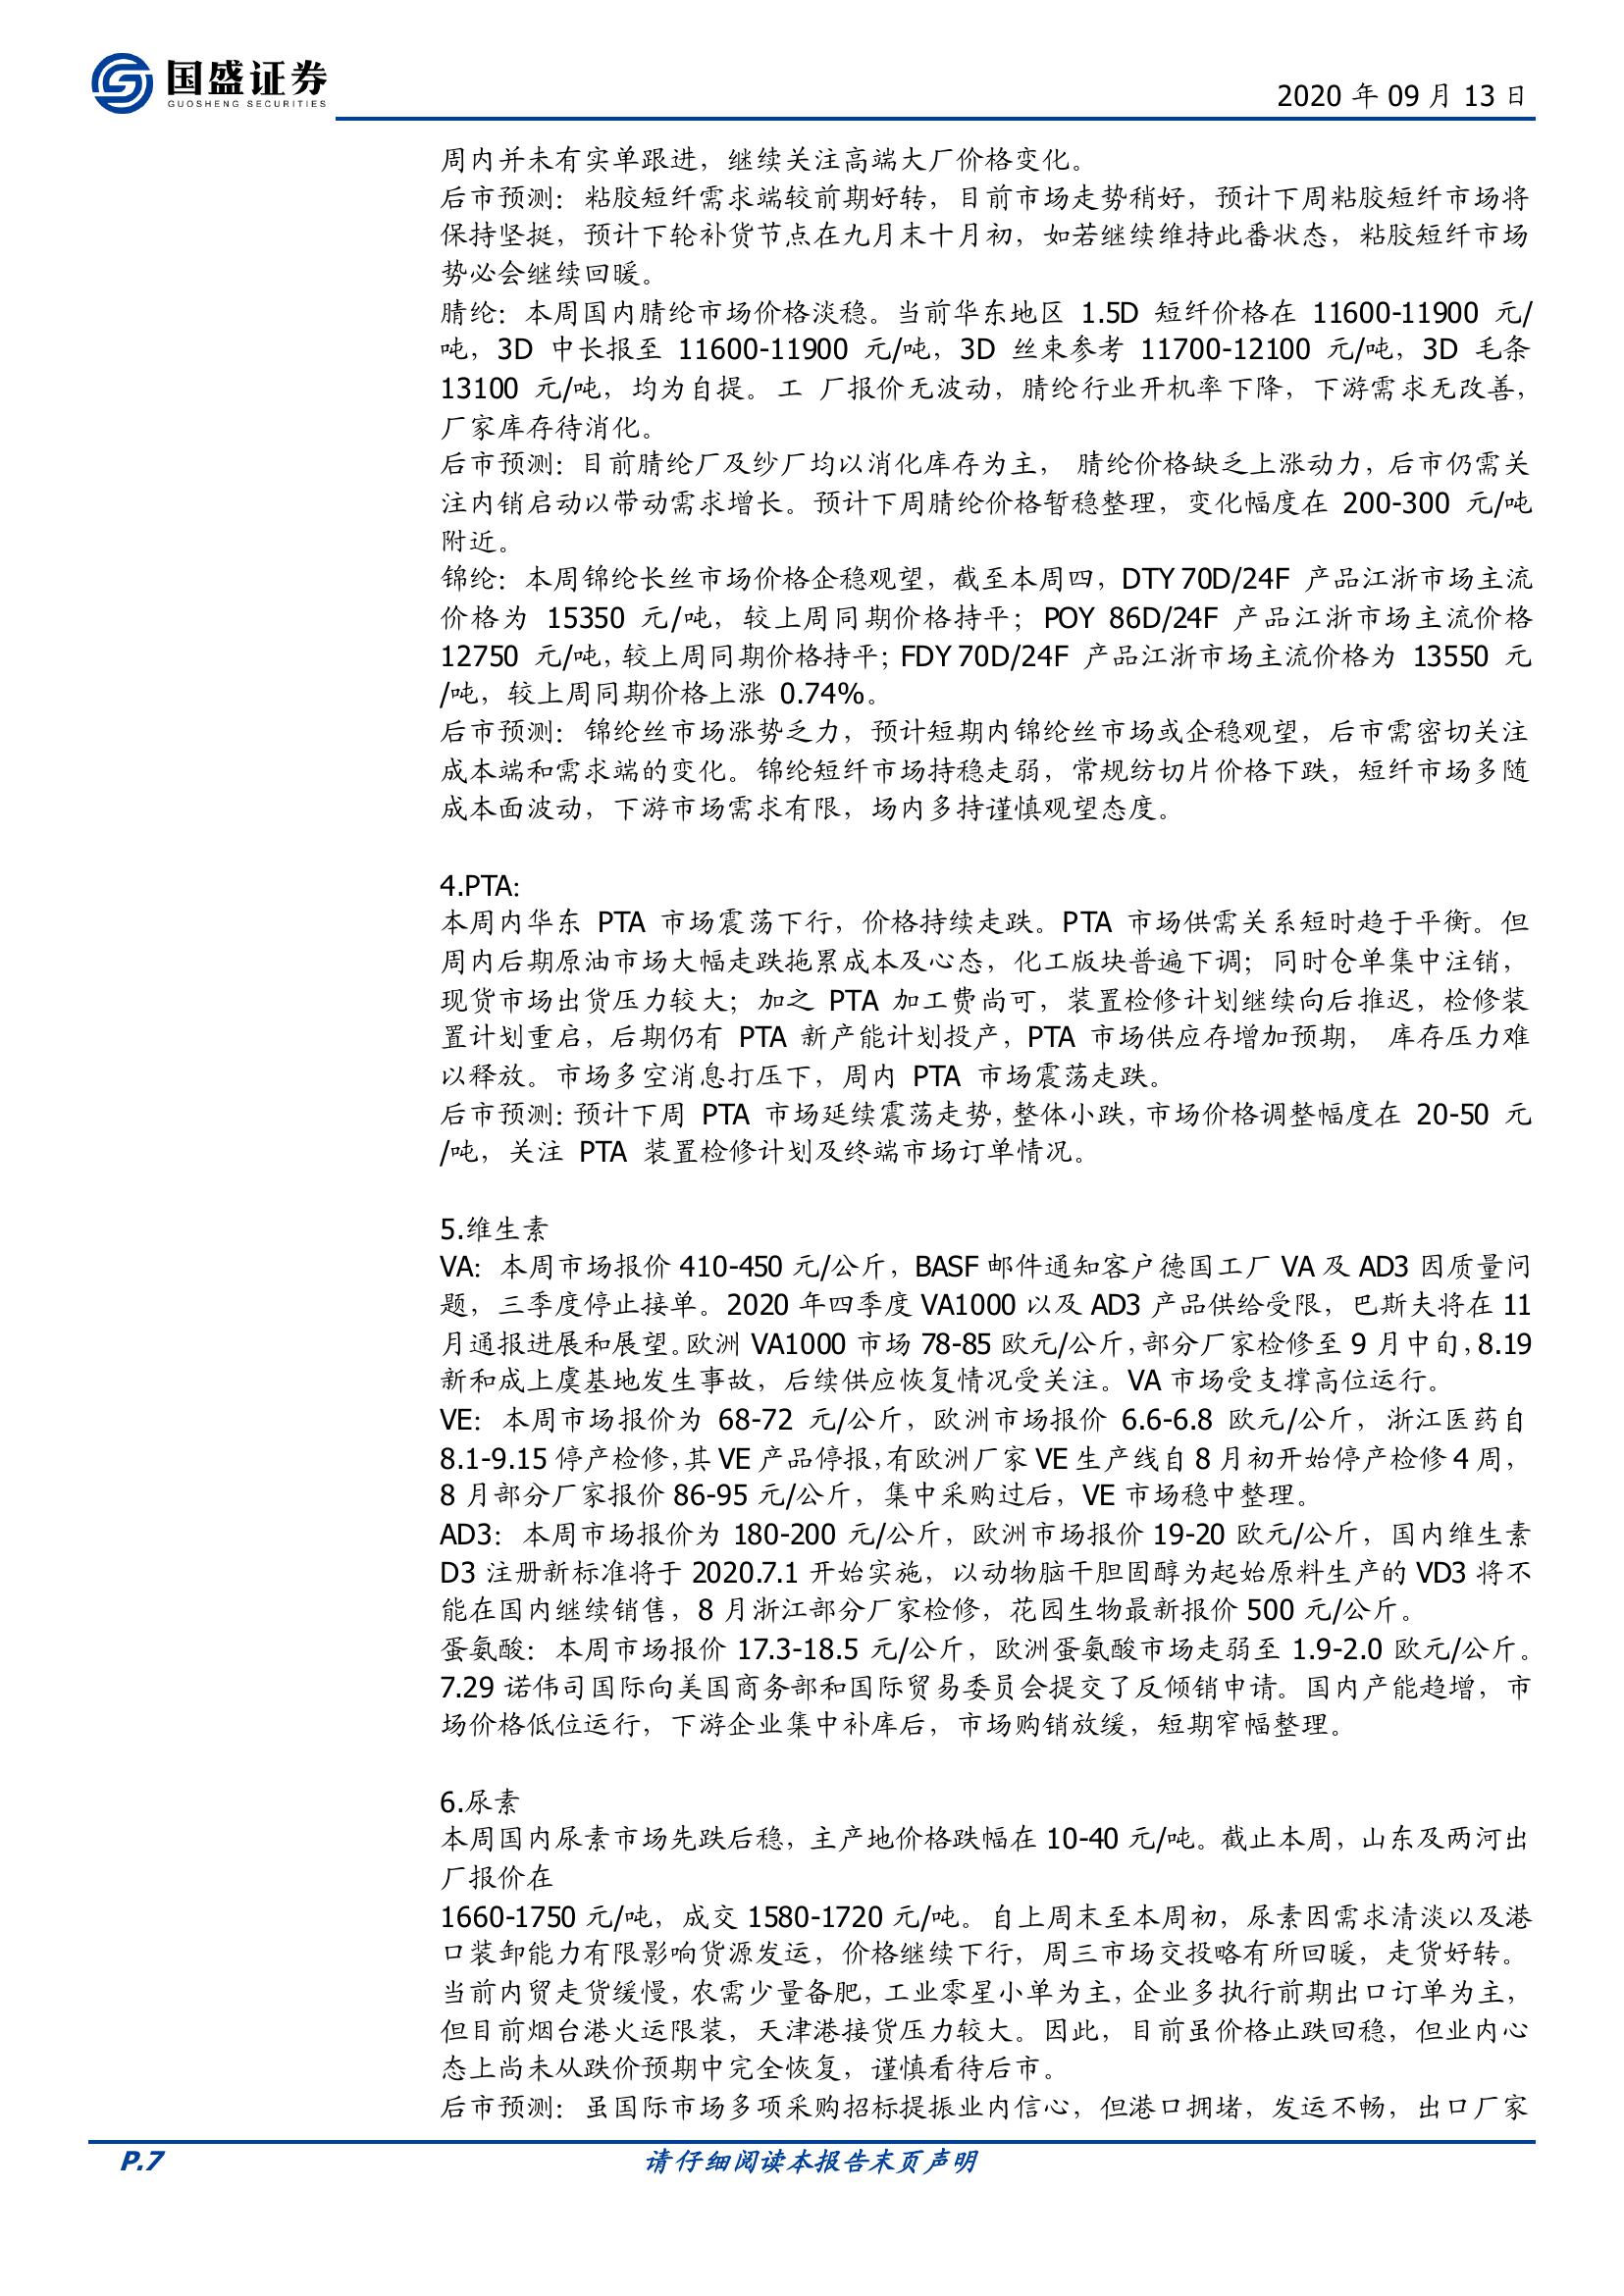 国盛证券
GUOSHENG SECURITIES
2020 年 09 月 13 日
周内并未有实单跟进，继续关注高端大厂价格变化。
后市预测：粘胶短纤需求端较前期好转，目前市场走势稍好，预计下周粘胶短纤市场将
保持坚挺，预计下轮补货节点在九月末十月初，如若继续维持此番状态，粘胶短纤市场
势必会继续回暖。
腈纶：本周国内腈纶市场价格淡稳。当前华东地区 1.5D 短纤价格在 11600-11900 元/
吨，3D 中长报至 11600-11900 元/吨，3D 丝束参考 11700-12100 元/吨，3D 毛条
13100 元/吨，均为自提。工 厂报价无波动，腈纶行业开机率下降，下游需求无改善，
厂家库存待消化。
后市预测：目前腈纶厂及纱厂均以消化库存为主， 腈纶价格缺乏上涨动力，后市仍需关
注内销启动以带动需求增长。预计下周腈纶价格暂稳整理，变化幅度在 200-300 元/吨
附近。
锦纶：本周锦纶长丝市场价格企稳观望，截至本周四，DTY 70D/24F 产品江浙市场主流
价格为 15350 元/吨，较上周同期价格持平；POY 86D/24F 产品江浙市场主流价格
12750 元/吨，较上周同期价格持平；FDY 70D/24F 产品江浙市场主流价格为 13550 元
/吨，较上周同期价格上涨 0.74%。
后市预测：锦纶丝市场涨势乏力，预计短期内锦纶丝市场或企稳观望，后市需密切关注
成本端和需求端的变化。锦纶短纤市场持稳走弱，常规纺切片价格下跌，短纤市场多随
成本面波动，下游市场需求有限，场内多持谨慎观望态度。
4.PTA：
本周内华东 PTA 市场震荡下行，价格持续走跌。PTA 市场供需关系短时趋于平衡。但
周内后期原油市场大幅走跌拖累成本及心态，化工版块普遍下调；同时仓单集中注销，
现货市场出货压力较大；加之 PTA 加工费尚可，装置检修计划继续向后推迟，检修装
置计划重启，后期仍有 PTA 新产能计划投产，PTA 市场供应存增加预期， 库存压力难
以释放。市场多空消息打压下，周内 PTA 市场震荡走跌。
后市预测：预计下周 PTA 市场延续震荡走势，整体小跌，市场价格调整幅度在 20-50 元
/吨，关注 PTA 装置检修计划及终端市场订单情况。
5.维生素
VA：本周市场报价 410-450 元/公斤，BASF 邮件通知客户德国工厂 VA 及 AD3 因质量问
题，三季度停止接单。2020 年四季度 VA1000 以及 AD3 产品供给受限，巴斯夫将在 11
月通报进展和展望。欧洲 VA1000 市场 78-85 欧元/公斤，部分厂家检修至 9 月中旬，8.19
新和成上虞基地发生事故，后续供应恢复情况受关注。VA 市场受支撑高位运行。
VE：本周市场报价为 68-72 元/公斤，欧洲市场报价 6.6-6.8 欧元/公斤，浙江医药自
8.1-9.15 停产检修，其 VE 产品停报，有欧洲厂家 VE 生产线自 8 月初开始停产检修 4 周，
8 月部分厂家报价 86-95 元/公斤，集中采购过后，VE 市场稳中整理。
AD3：本周市场报价为 180-200 元/公斤，欧洲市场报价 19-20 欧元/公斤，国内维生素
D3 注册新标准将于 2020.7.1 开始实施，以动物脑干胆固醇为起始原料生产的 VD3 将不
能在国内继续销售，8 月浙江部分厂家检修，花园生物最新报价 500 元/公斤。
蛋氨酸：本周市场报价 17.3-18.5 元/公斤，欧洲蛋氨酸市场走弱至 1.9-2.0 欧元/公斤。
7.29 诺伟司国际向美国商务部和国际贸易委员会提交了反倾销申请。国内产能趋增，市
场价格低位运行，下游企业集中补库后，市场购销放缓，短期窄幅整理。
6.尿素
本周国内尿素市场先跌后稳，主产地价格跌幅在 10-40 元/吨。截止本周，山东及两河出
厂报价在
1660-1750 元/吨，成交 1580-1720 元/吨。自上周末至本周初，尿素因需求清淡以及港
口装卸能力有限影响货源发运，价格继续下行，周三市场交投略有所回暖，走货好转。
当前内贸走货缓慢，农需少量备肥，工业零星小单为主，企业多执行前期出口订单为主，
但目前烟台港火运限装，天津港接货压力较大。因此，目前虽价格止跌回稳，但业内心
态上尚未从跌价预期中完全恢复，谨慎看待后市。
后市预测：虽国际市场多项采购招标提振业内信心，但港口拥堵，发运不畅，出口厂家
P.7
请仔细阅读本报告末页声明